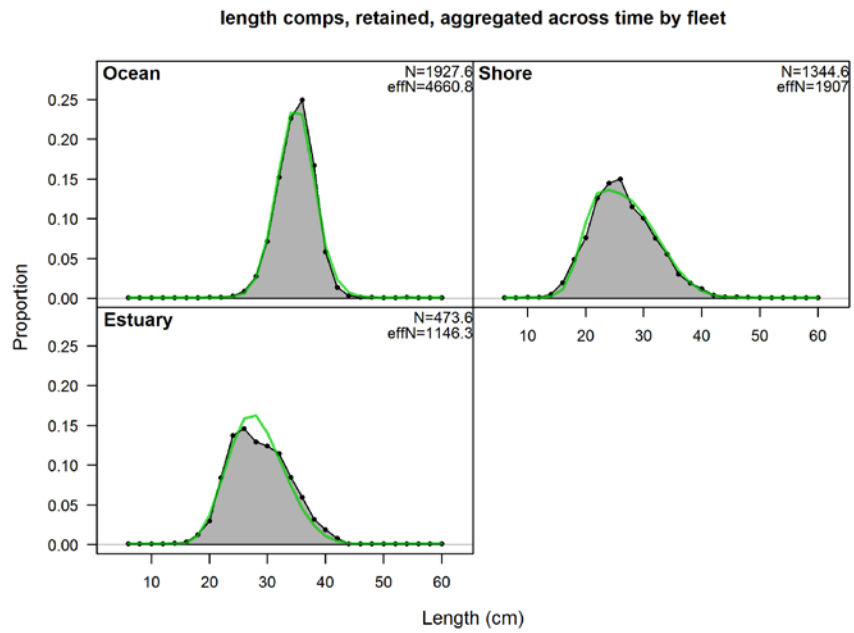 length comps, retained, aggregated across time by fleet
Ocean
N=1927.6
effN=4660.8
Shore
N=1344.6
effN=1907
0.25
0.20
0.15
0.10
0.05
0.00
10 20 30 40 50 60
Estuary
N=473.6
effN=1146.3
0.25
0.20
0.15
0.10
0.05
0.00
10 20 30 40 50 60
Proportion
Length (cm)